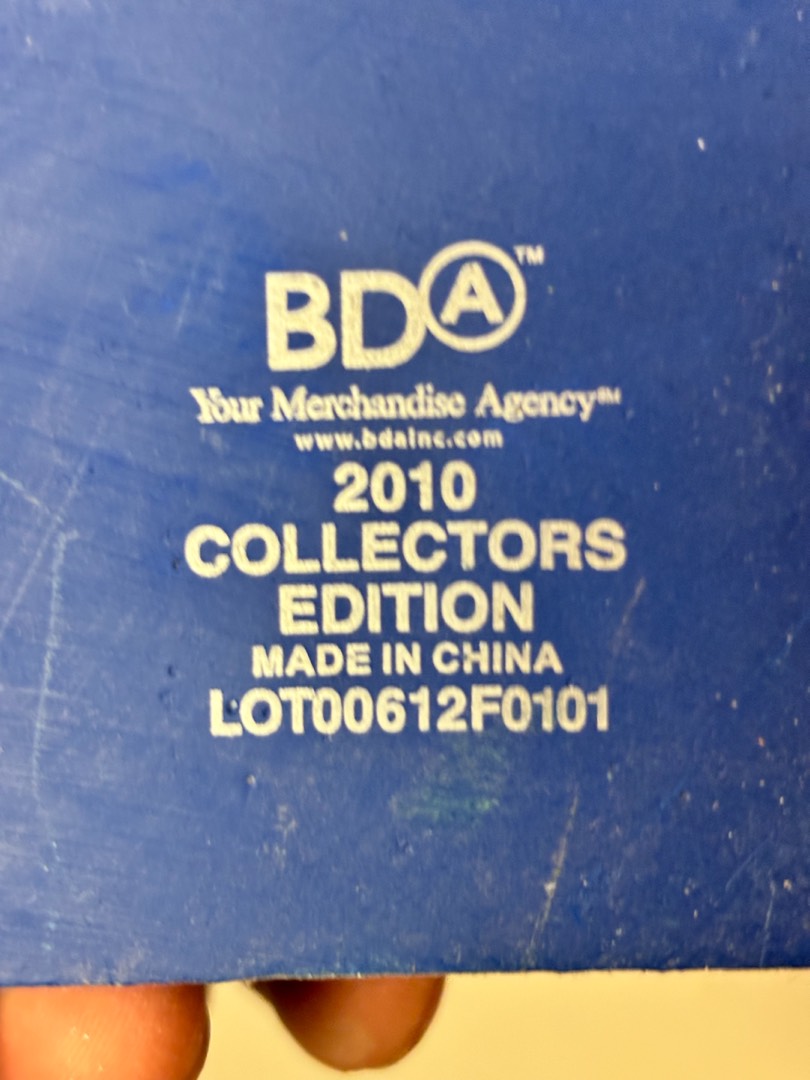 BDA™
Your Merchandise Agency℠
www.bdainc.com
2010
COLLECTORS
EDITION
MADE IN CHINA
LOT00612F0101